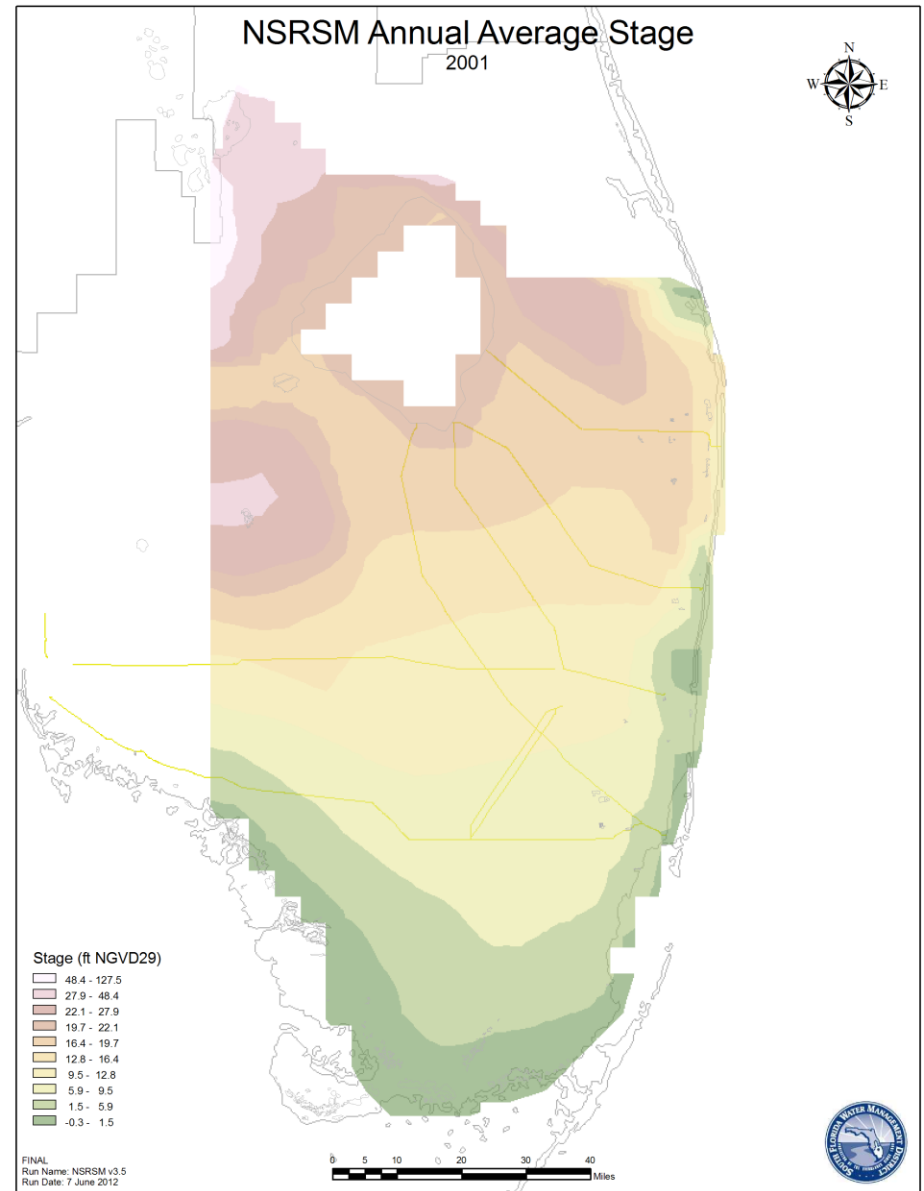 NSRSM Annual Average Stage
2001
N
W
E
S
Stage (ft NGVD29)
48.4 - 127.5
27.9 - 48.4
22.1 - 27.9
19.7 - 22.1
16.4 - 19.7
12.8 - 16.4
9.5 - 12.8
5.9 - 9.5
1.5 - 5.9
-0.3 - 1.5
FINAL
Run Name: NSRSM v3.5
Run Date: 7 June 2012
0 5 10 20 30 40
Miles
SOUTH FLORIDA WATER MANAGEMENT DISTRICT